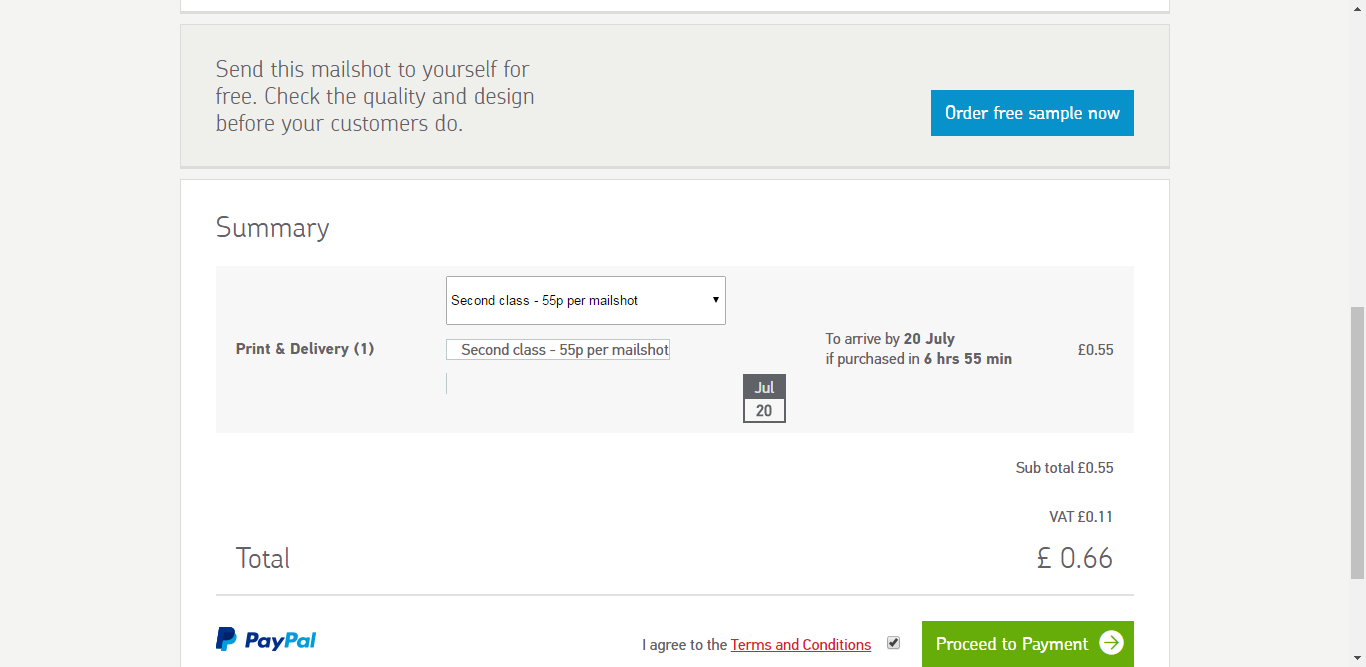 Send this mailshot to yourself for
free. Check the quality and design
before your customers do.
Order free sample now
Summary
Second class - 55p per mailshot
Print & Delivery (1)
Second class - 55p per mailshot
To arrive by 20 July
if purchased in 6 hrs 55 min
£0.55
Jul
20
Sub total £0.55
VAT £0.11
Total
£ 0.66
PayPal
I agree to the Terms and Conditions
Proceed to Payment